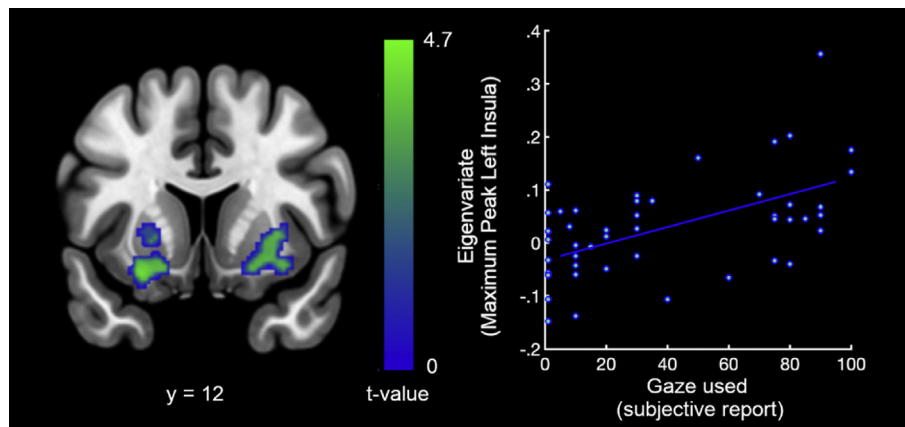 4.7
0
y = 12
t-value
Eigenvariate
(Maximum Peak Left Insula)
.4
.3
.2
.1
0
-.1
-.2
0
20
40
60
80
100
Gaze used
(subjective report)